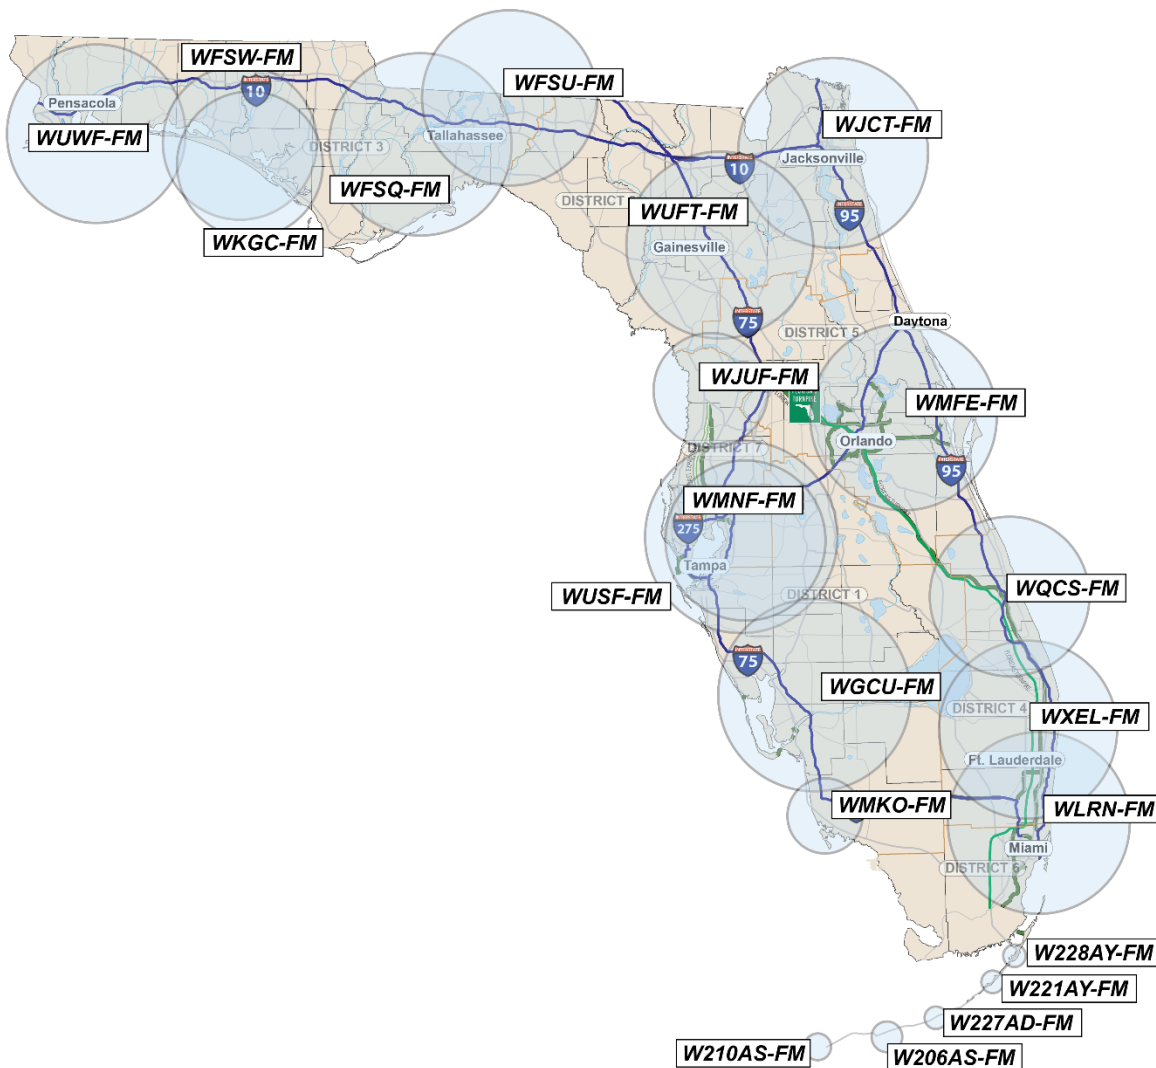 WFSW-FM
WFSU-FM
INTERSTATE
10
Pensacola
WJCT-FM
WUWF-FM
Tallahassee
DISTRICT 3
Jacksonville
10
WFSQ-FM
DISTRICT
WUFT-FM
95
WKGC-FM
Gainesville
75
Daytona
DISTRICT 5
WJUF-FM
TURNPIKE
WMFE-FM
Orlando
DISTRICT 7
95
WMNF-FM
275
Tampa
WUSF-FM
DISTRICT 1
WQCS-FM
75
WGCU-FM
DISTRICT 4
WXEL-FM
Ft. Lauderdale
WMKO-FM
WLRN-FM
Miami
DISTRICT 6
W228AY-FM
W221AY-FM
W227AD-FM
W210AS-FM
W206AS-FM